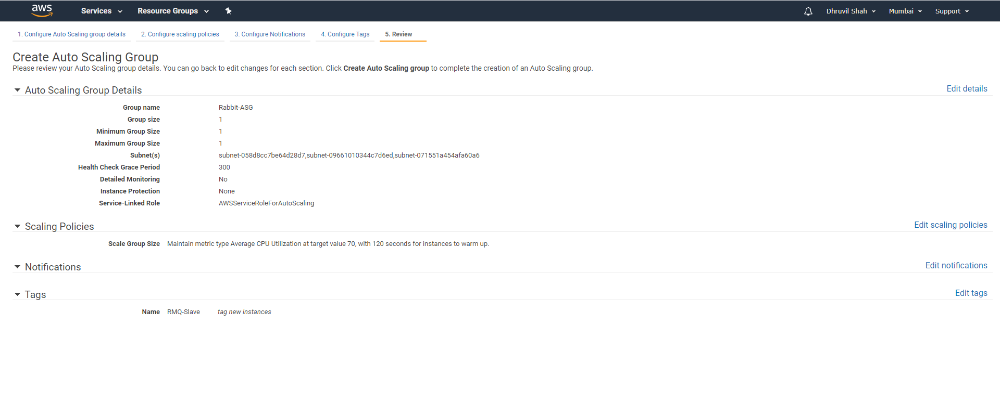 aws Services Resource Groups Dhruvil Shah Mumbai Support
1. Configure Auto Scaling group details 2. Configure scaling policies 3. Configure Notifications 4. Configure Tags 5. Review
Create Auto Scaling Group
Please review your Auto Scaling group details. You can go back to edit changes for each section. Click Create Auto Scaling group to complete the creation of an Auto Scaling group.
Auto Scaling Group Details Edit details
Group name Rabbit-ASG
Group size 1
Minimum Group Size 1
Maximum Group Size 1
Subnet(s) subnet-058d8cc7be64d28d7,subnet-09661010344c7d6ed,subnet-071551a454afa60a6
Health Check Grace Period 300
Detailed Monitoring No
Instance Protection None
Service-Linked Role AWSServiceRoleForAutoScaling
Scaling Policies Edit scaling policies
Scale Group Size Maintain metric type Average CPU Utilization at target value 70, with 120 seconds for instances to warm up.
Notifications Edit notifications
Tags Edit tags
Name RMQ-Slave tag new instances